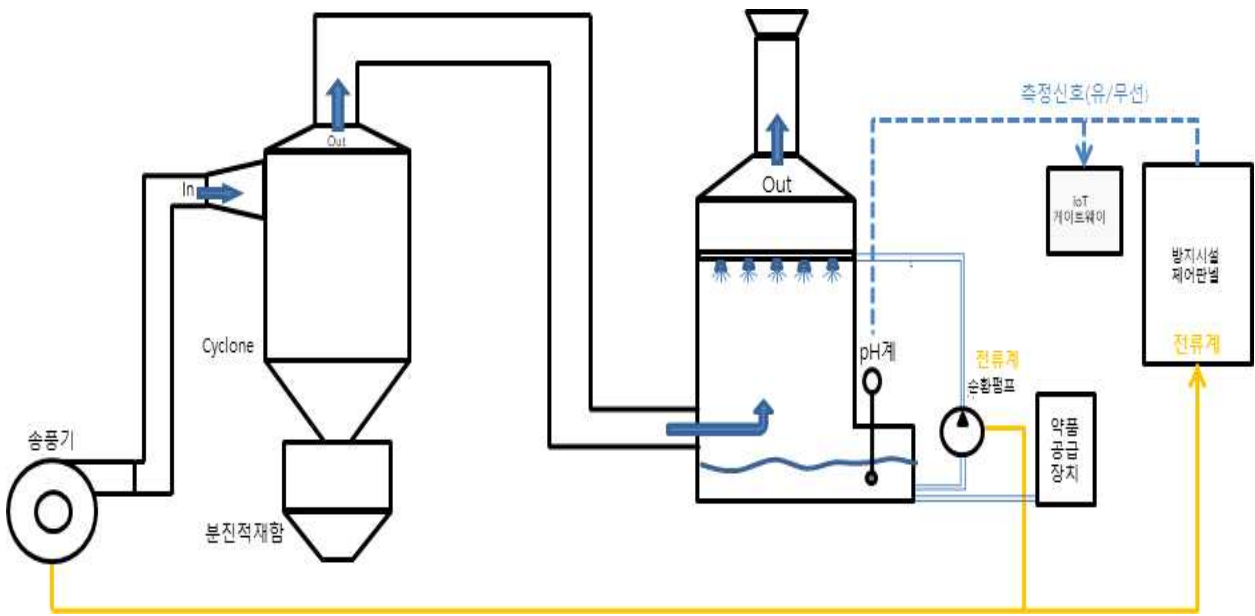 측정신호(유/무선)
Out
In
Out
IoT
게이트웨이
방지시설
제어판넬
Cyclone
pH계
전류계
순환펌프
전류계
송풍기
약품
공급
장치
분진적재함